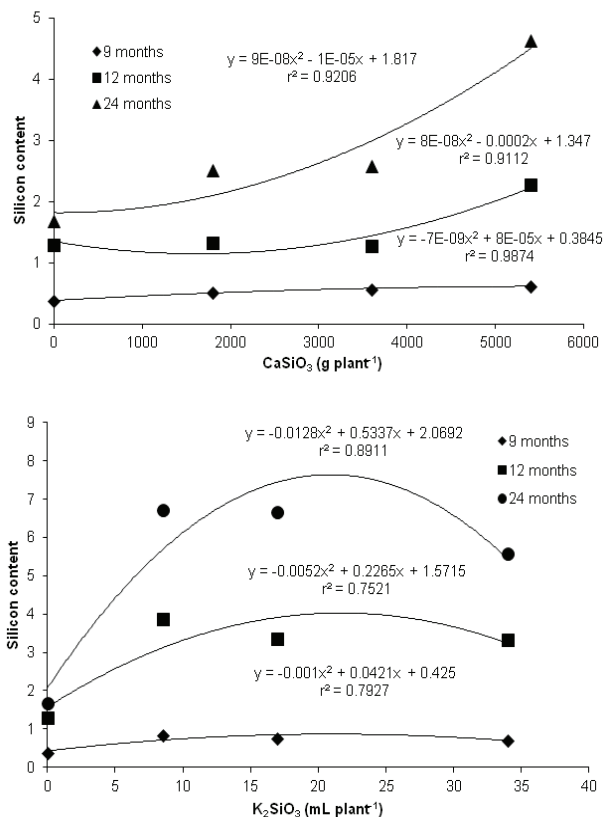 5
4
3
2
1
0
Silicon content
9 months
12 months
24 months
y = 9E-08x² - 1E-05x + 1.817
r² = 0.9206
y = 8E-08x² - 0.0002x + 1.347
r² = 0.9112
y = -7E-09x² + 8E-05x + 0.3845
r² = 0.9874
0 1000 2000 3000 4000 5000 6000
CaSiO₃ (g plant⁻¹)
9
8
7
6
5
4
3
2
1
0
Silicon content
y = -0.0128x² + 0.5337x + 2.0692
r² = 0.8911
9 months
12 months
24 months
y = -0.0052x² + 0.2265x + 1.5715
r² = 0.7521
y = -0.001x² + 0.0421x + 0.425
r² = 0.7927
0 5 10 15 20 25 30 35 40
K₂SiO₃ (mL plant⁻¹)